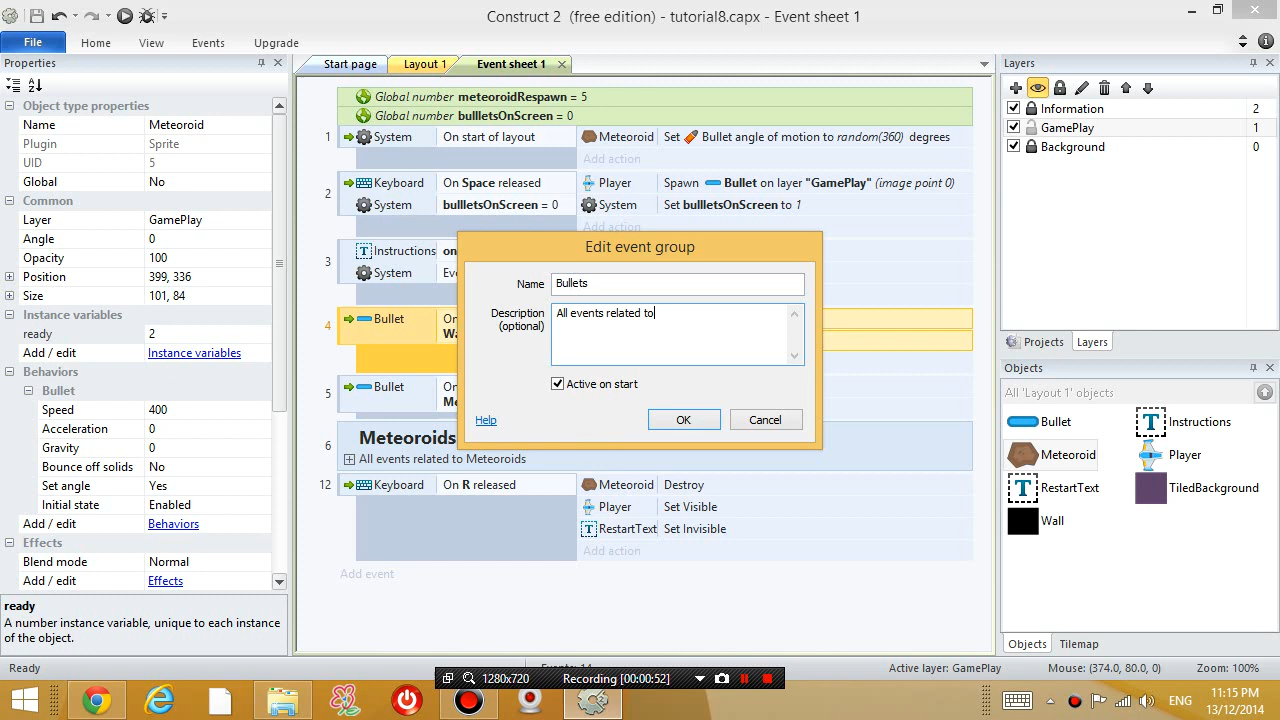 Construct 2 (free edition) - tutorial8.capx - Event sheet 1
File Home View Events Upgrade
Properties
Object type properties
Name Meteoroid
Plugin Sprite
UID 5
Global No
Common
Layer GamePlay
Angle 0
Opacity 100
Position 399, 336
Size 101, 84
Instance variables
ready 2
Add / edit Instance variables
Behaviors
Bullet
Speed 400
Acceleration 0
Gravity 0
Bounce off solids No
Set angle Yes
Initial state Enabled
Add / edit Behaviors
Effects
Blend mode Normal
Add / edit Effects
ready
A number instance variable, unique to each instance
of the object.
Start page Layout 1 Event sheet 1
Global number meteoroidRespawn = 5
Global number bullletsOnScreen = 0
1 System On start of layout Meteoroid Set Bullet angle of motion to random(360) degrees
Add action
2 Keyboard On Space released Player Spawn Bullet on layer "GamePlay" (image point 0)
System bullletsOnScreen = 0 System Set bullletsOnScreen to 1
Add action
3 Instructions on
System Eve
4 Bullet On
Wa
5 Bullet On
Me
6 Meteoroids
All events related to Meteoroids
12 Keyboard On R released Meteoroid Destroy
Player Set Visible
RestartText Set Invisible
Add action
Add event
Edit event group
Name Bullets
Description
(optional)
All events related to
Active on start
Help OK Cancel
Layers
Information 2
GamePlay 1
Background 0
Projects Layers
Objects
All 'Layout 1' objects
Bullet Instructions
Meteoroid Player
RestartText TiledBackground
Wall
Objects Tilemap
Ready Events: 14 Active layer: GamePlay Mouse: (374.0, 80.0, 0) Zoom: 100%
1280x720 Recording [00:00:52]
ENG
11:15 PM
13/12/2014